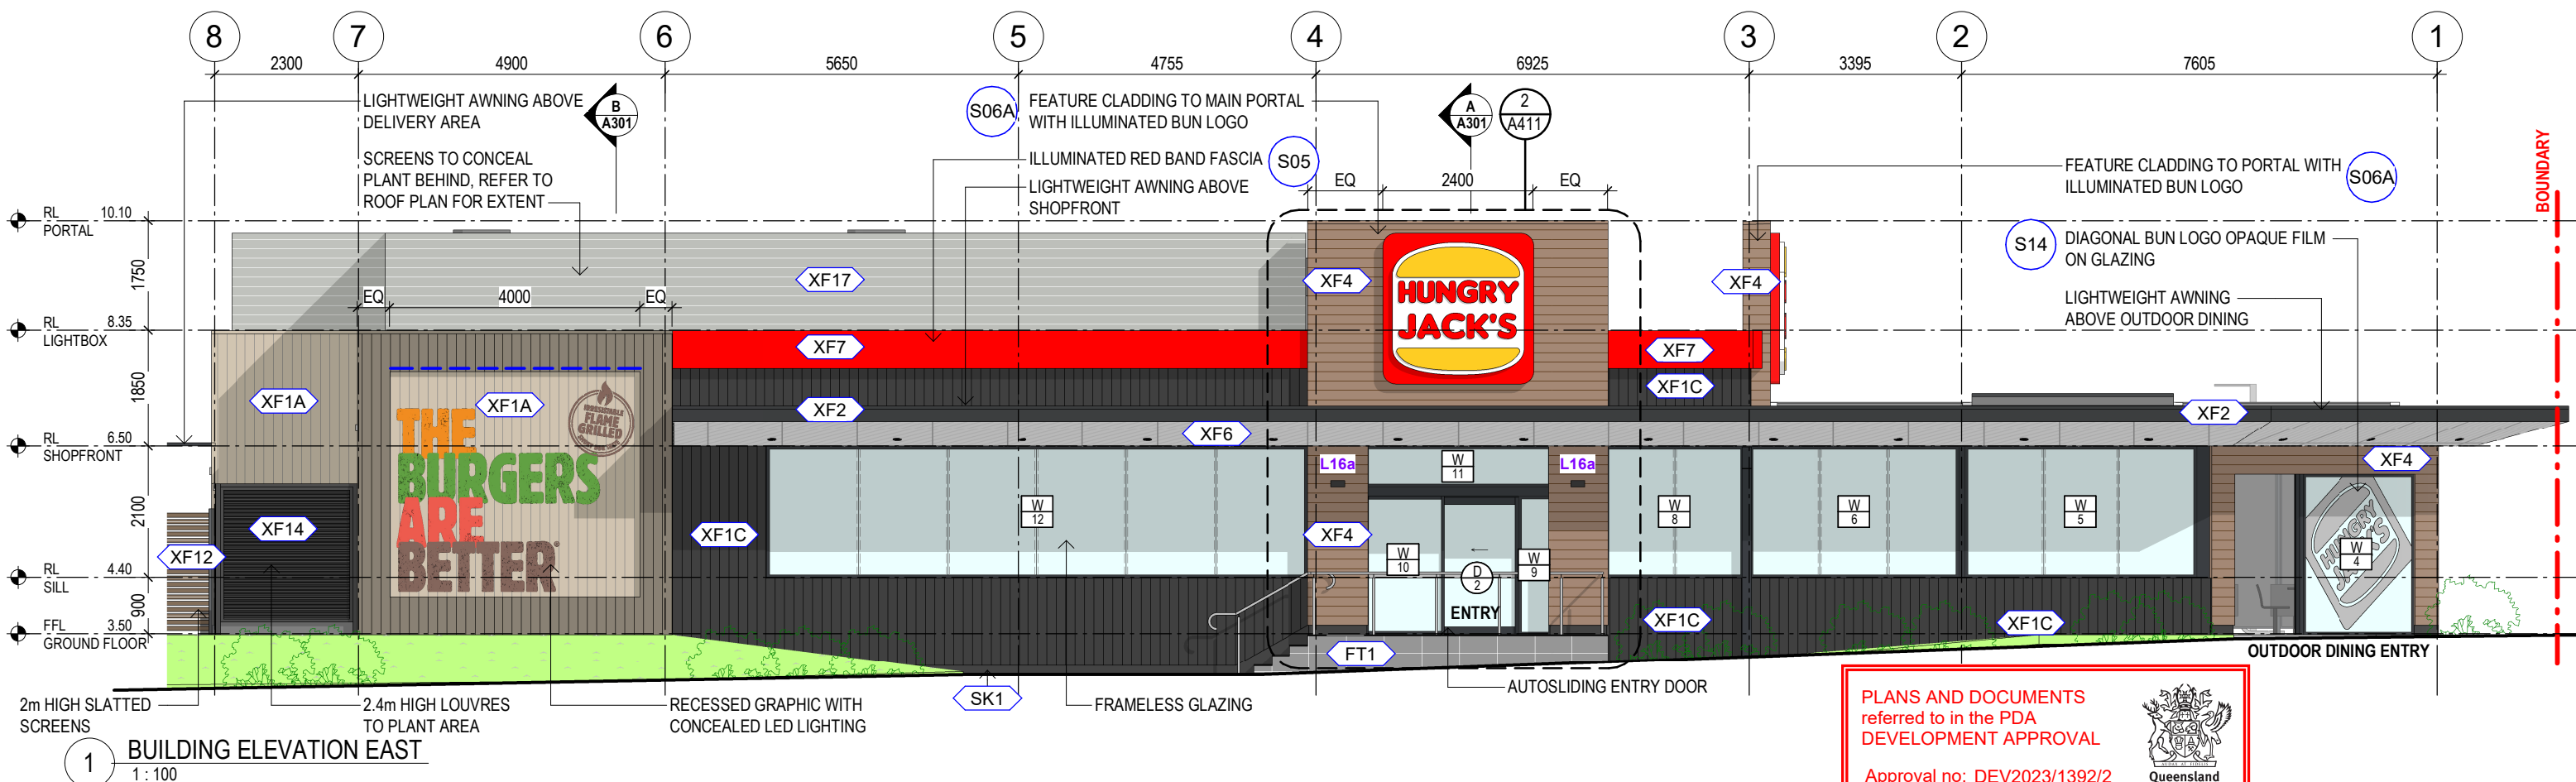 8 7 6 5 4 3 2 1
2300 4900 5650 4755 6925 3395 7605
LIGHTWEIGHT AWNING ABOVE
DELIVERY AREA
B
A301
SCREENS TO CONCEAL
PLANT BEHIND, REFER TO
ROOF PLAN FOR EXTENT
S06A
FEATURE CLADDING TO MAIN PORTAL
WITH ILLUMINATED BUN LOGO
ILLUMINATED RED BAND FASCIA
S05
LIGHTWEIGHT AWNING ABOVE
SHOPFRONT
A
A301
2
A411
EQ 2400 EQ
FEATURE CLADDING TO PORTAL WITH
ILLUMINATED BUN LOGO
S06A
BOUNDARY
S14
DIAGONAL BUN LOGO OPAQUE FILM
ON GLAZING
LIGHTWEIGHT AWNING
ABOVE OUTDOOR DINING
RL 10.10
PORTAL
1750
RL 8.35
LIGHTBOX
1850
RL 6.50
SHOPFRONT
2100
RL 4.40
SILL
900
FFL 3.50
GROUND FLOOR
EQ 4000 EQ
XF17
XF4
HUNGRY
JACK'S
XF4
XF7
XF7
XF1A
XF1A
IRRESISTABLE
FLAME
GRILLED
XF2
XF1C
XF2
XF6
THE
BURGERS
ARE
BETTER
L16a
W
11
L16a
XF4
XF14
XF12
XF1C
W
12
XF4
W
10
D
2
W
9
ENTRY
W
8
W
6
W
5
HUNGRY
JACK'S
W
4
XF1C
XF1C
FT1
SK1
OUTDOOR DINING ENTRY
2m HIGH SLATTED
SCREENS
2.4m HIGH LOUVRES
TO PLANT AREA
RECESSED GRAPHIC WITH
CONCEALED LED LIGHTING
FRAMELESS GLAZING
AUTOSLIDING ENTRY DOOR
1
BUILDING ELEVATION EAST
1 : 100
PLANS AND DOCUMENTS
referred to in the PDA
DEVELOPMENT APPROVAL
Approval no: DEV2023/1392/2
Queensland